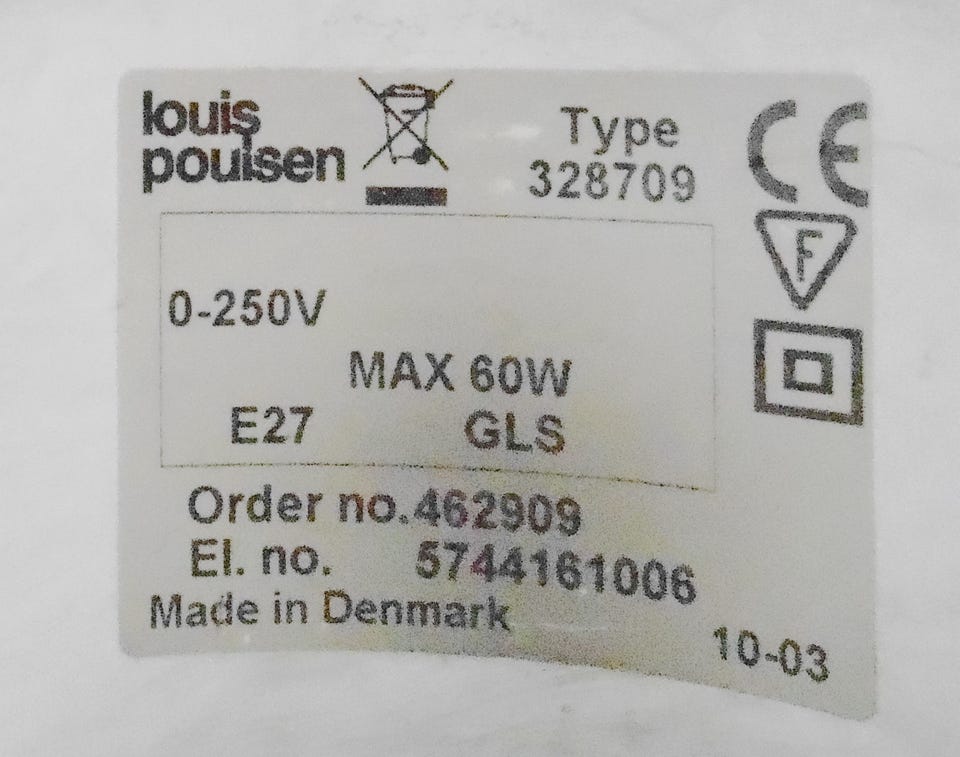 louis
poulsen
Type
328709
CE
F
0-250V
MAX 60W
E27 GLS
Order no.462909
El. no. 5744161006
Made in Denmark
10-03